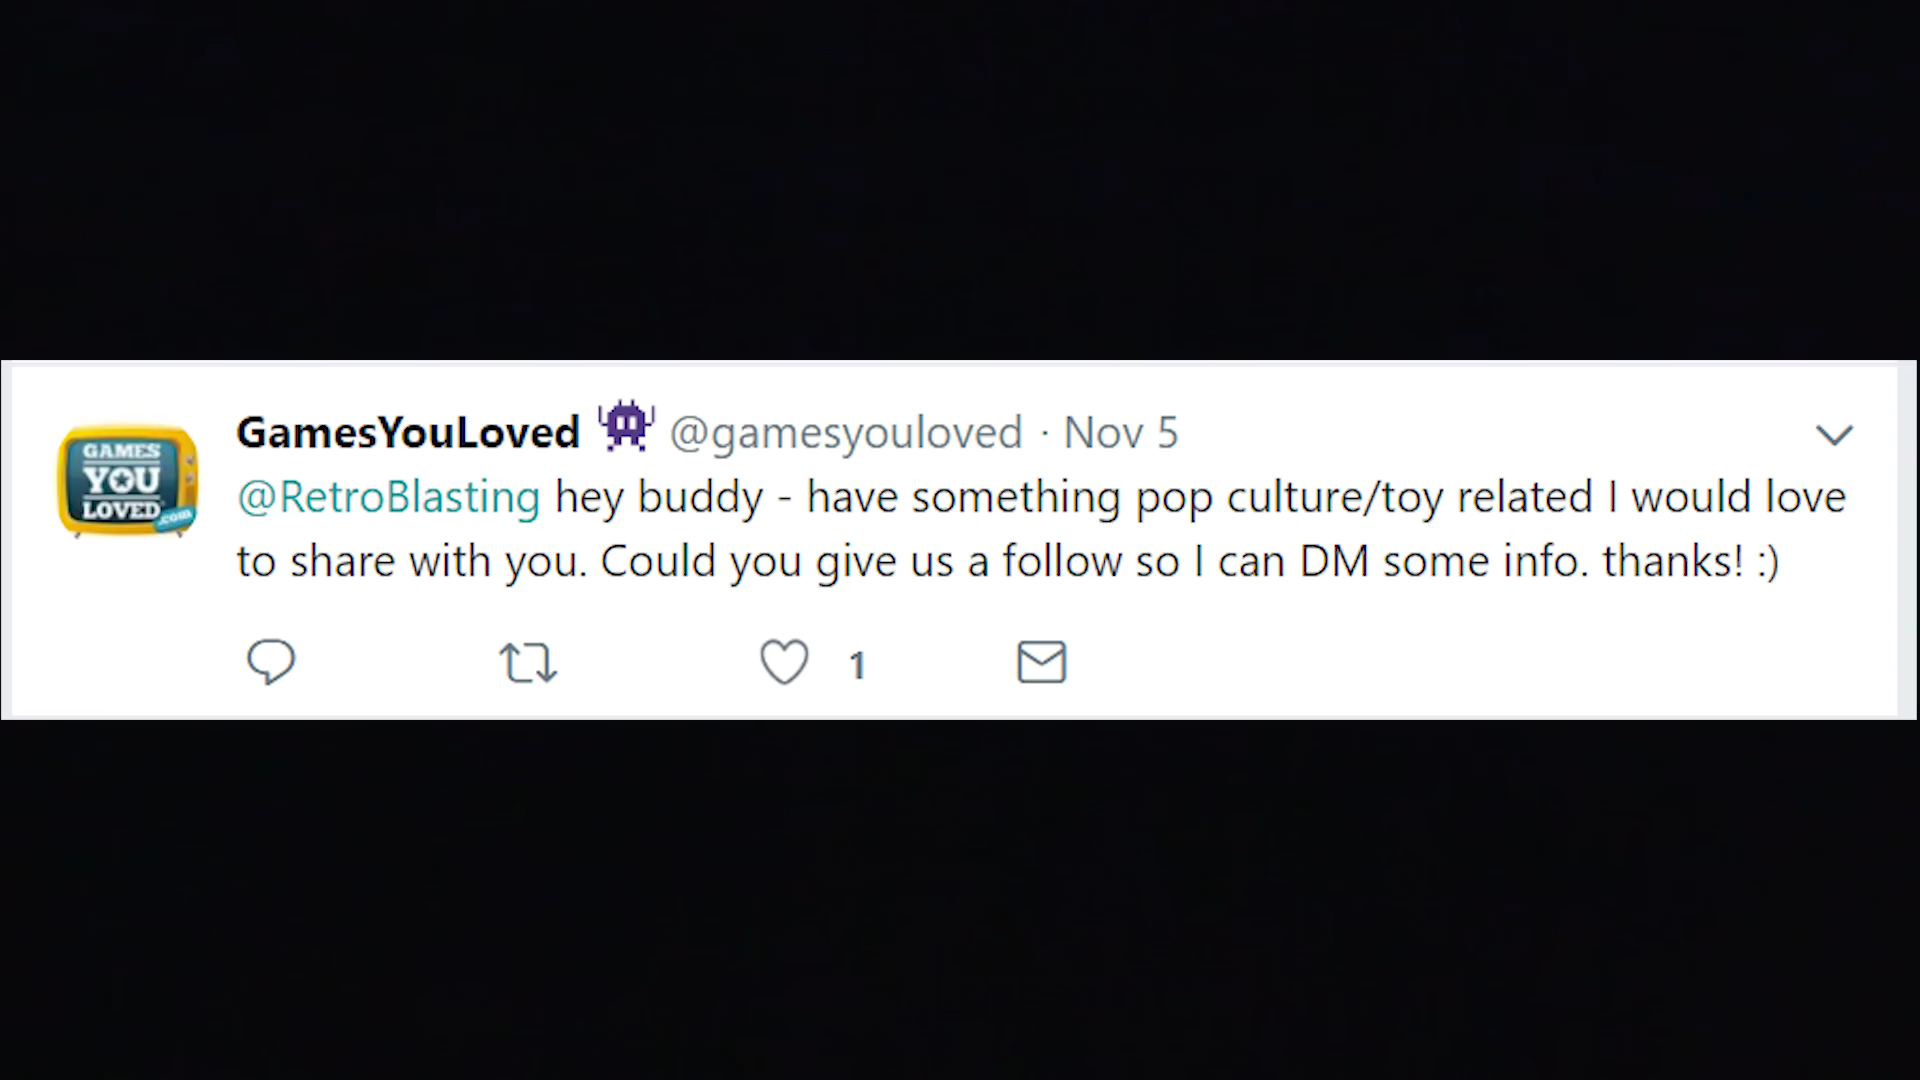 GAMES
YOU
LOVED
.com
GamesYouLoved 👾 @gamesyouloved · Nov 5
@RetroBlasting hey buddy - have something pop culture/toy related I would love
to share with you. Could you give us a follow so I can DM some info. thanks! :)
1